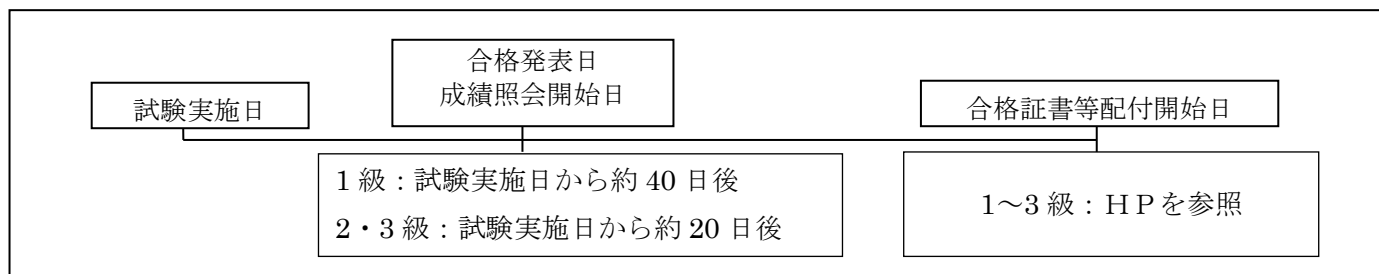 合格発表日
成績照会開始日
試験実施日
合格証書等配付開始日
1級：試験実施日から約40日後
2・3級：試験実施日から約20日後
1～3級：ＨＰを参照